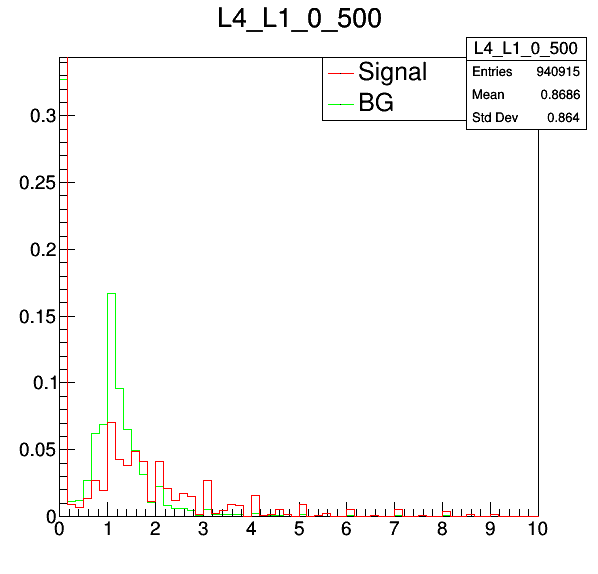 L4_L1_0_500
L4_L1_0_500
Entries 940915
Mean 0.8686
Std Dev 0.864
Signal
BG
0.3
0.25
0.2
0.15
0.1
0.05
0
0 1 2 3 4 5 6 7 8 9 10